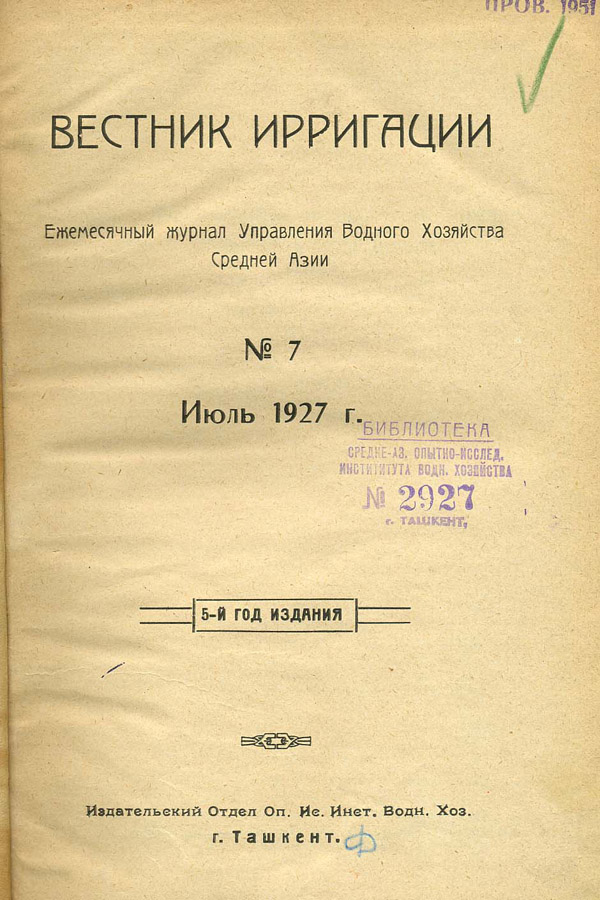 ПРОВ. 1951
ВЕСТНИК ИРРИГАЦИИ
Ежемесячный журнал Управления Водного Хозяйства
Средней Азии
№ 7
Июль 1927 г.
БИБЛИОТЕКА
СРЕДНЕ-АЗ. ОПЫТНО-ИССЛЕД.
ИНСТИТУТА ВОДН. ХОЗЯЙСТВА
№ 2927
г. ТАШКЕНТ,
5-Й ГОД ИЗДАНИЯ
Издательский Отдел Оп. Ис. Инст. Водн. Хоз.
г. Ташкент.
Ф